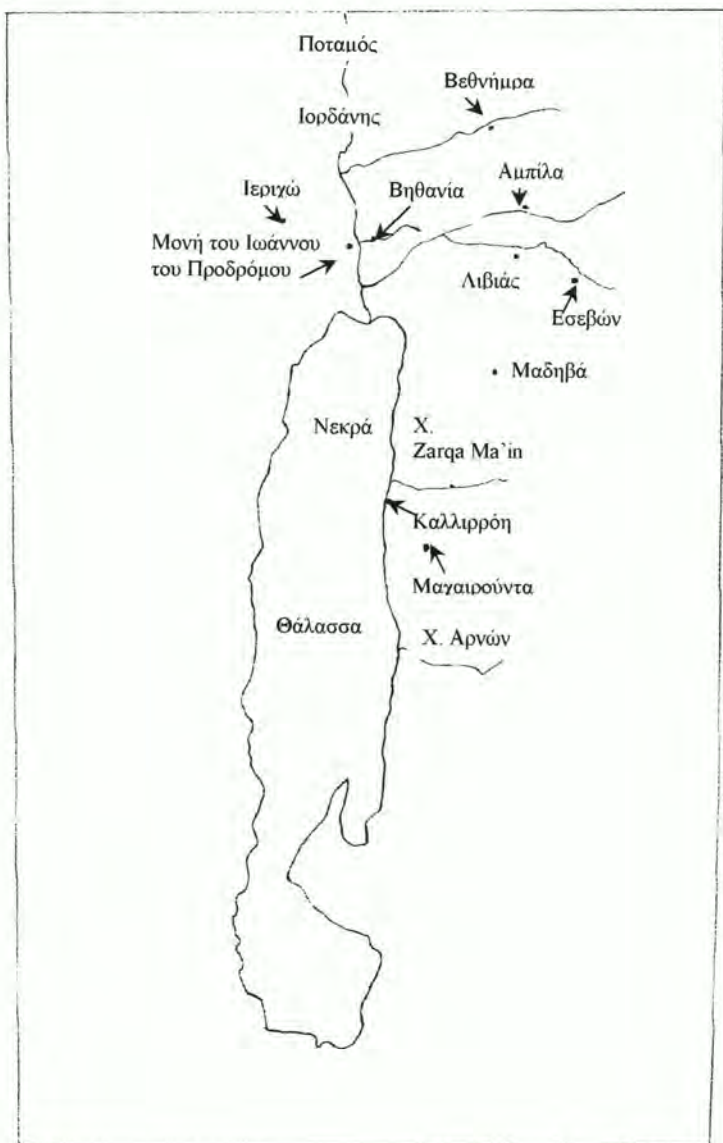 Ποταμός
Βεθνήμρα
Ιορδάνης
Αμπίλα
Ιεριχώ
Βηθανία
Μονή του Ιωάννου
του Προδρόμου
Λιβιάς
Εσεβών
Μαδηβά
Νεκρά
Χ.
Zarqa Ma`in
Καλλιρρόη
Μαχαιρούντα
Θάλασσα
Χ. Αρνών